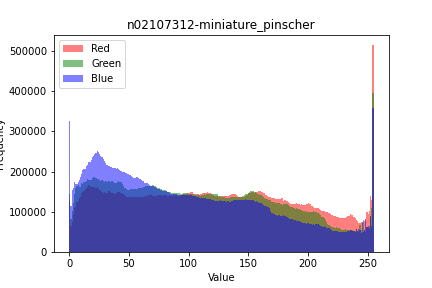 n02107312-miniature_pinscher
Red
Green
Blue
500000
400000
300000
200000
100000
0
Frequency
0 50 100 150 200 250
Value